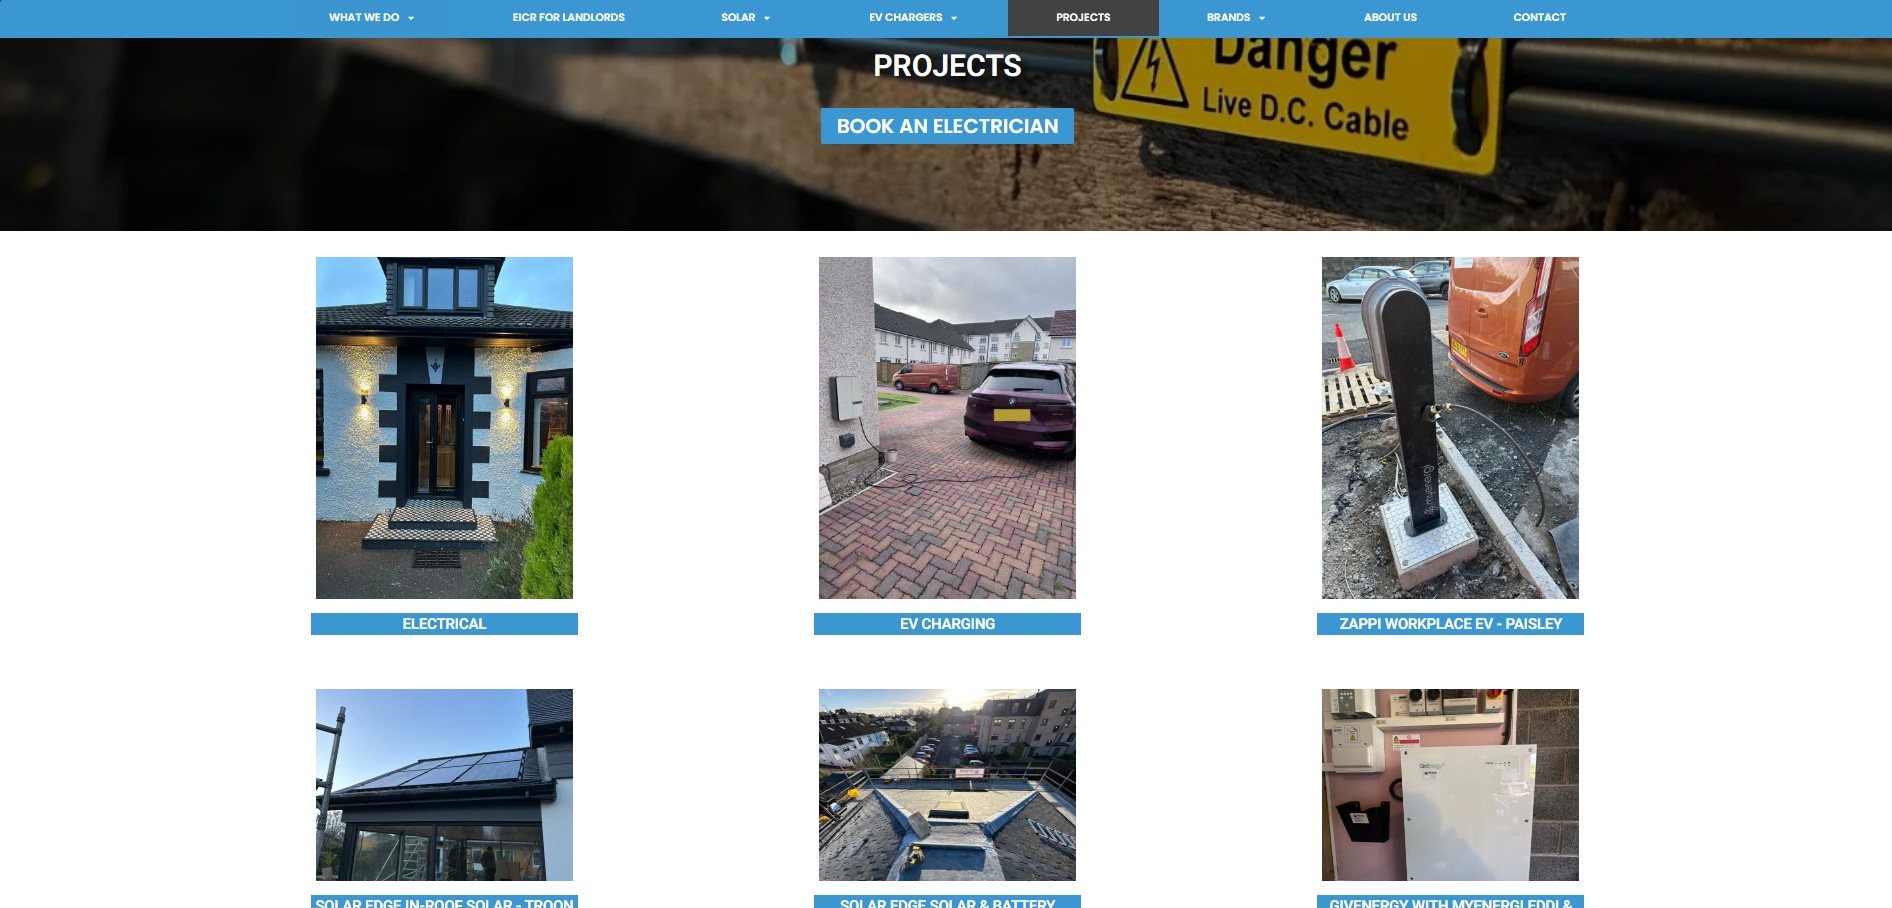 WHAT WE DO
EICR FOR LANDLORDS
SOLAR
EV CHARGERS
PROJECTS
BRANDS
ABOUT US
CONTACT
Danger
Live D.C. Cable
PROJECTS
BOOK AN ELECTRICIAN
myenergi
ELECTRICAL
EV CHARGING
ZAPPI WORKPLACE EV - PAISLEY
GivEnergy
SOLAR EDGE IN-ROOF SOLAR - TROON
SOLAR EDGE SOLAR & BATTERY
GIVENERGY WITH MYENERGI EDDI &